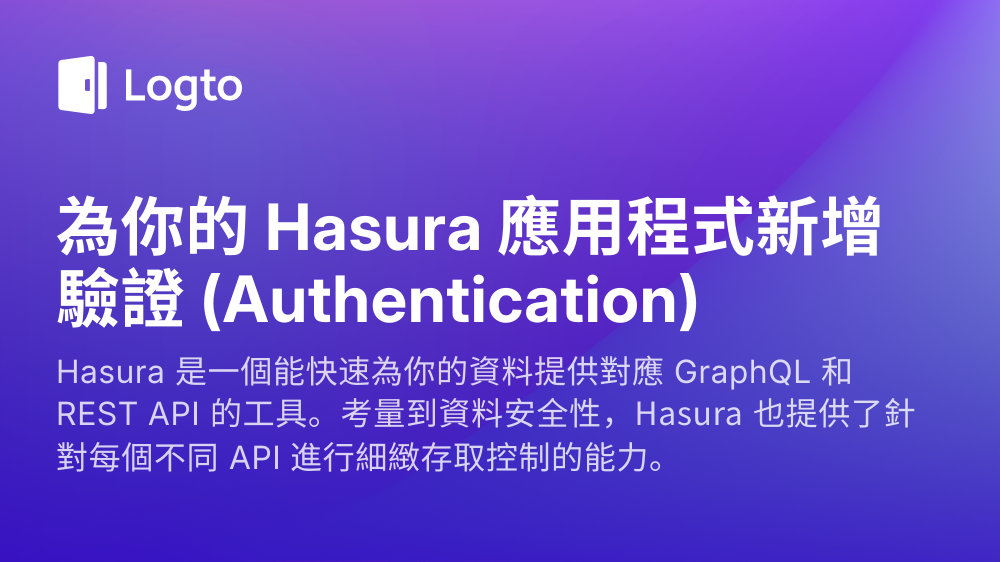 Logto
為你的 Hasura 應用程式新增
驗證 (Authentication)
Hasura 是一個能快速為你的資料提供對應 GraphQL 和
REST API 的工具。考量到資料安全性，Hasura 也提供了針
對每個不同 API 進行細緻存取控制的能力。